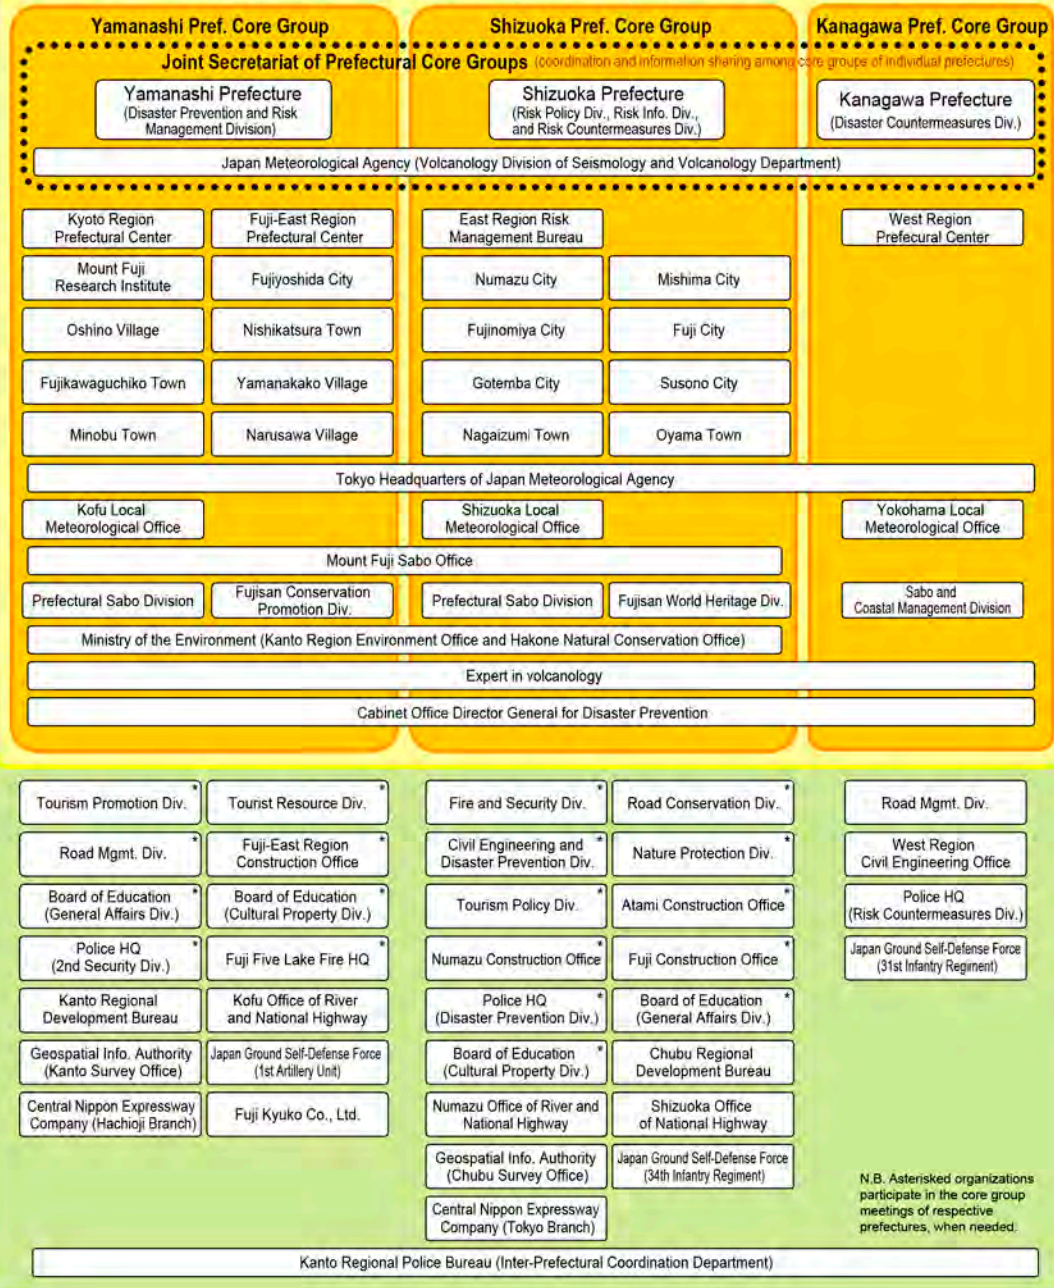 Yamanashi Pref. Core Group
Shizuoka Pref. Core Group
Kanagawa Pref. Core Group
Joint Secretariat of Prefectural Core Groups (coordination and information sharing among core groups of individual prefectures)
Yamanashi Prefecture
(Disaster Prevention and Risk
Management Division)
Shizuoka Prefecture
(Risk Policy Div., Risk Info. Div.,
and Risk Countermeasures Div.)
Kanagawa Prefecture
(Disaster Countermeasures Div.)
Japan Meteorological Agency (Volcanology Division of Seismology and Volcanology Department)
Kyoto Region
Prefectural Center
Fuji-East Region
Prefectural Center
East Region Risk
Management Bureau
West Region
Prefecural Center
Mount Fuji
Research Institute
Fujiyoshida City
Numazu City
Mishima City
Oshino Village
Nishikatsura Town
Fujinomiya City
Fuji City
Fujikawaguchiko Town
Yamanakako Village
Gotemba City
Susono City
Minobu Town
Narusawa Village
Nagaizumi Town
Oyama Town
Tokyo Headquarters of Japan Meteorological Agency
Kofu Local
Meteorological Office
Shizuoka Local
Meteorological Office
Yokohama Local
Meteorological Office
Mount Fuji Sabo Office
Prefectural Sabo Division
Fujisan Conservation
Promotion Div.
Prefectural Sabo Division
Fujisan World Heritage Div.
Sabo and
Coastal Management Division
Ministry of the Environment (Kanto Region Environment Office and Hakone Natural Conservation Office)
Expert in volcanology
Cabinet Office Director General for Disaster Prevention
Tourism Promotion Div. *
Tourist Resource Div. *
Fire and Security Div. *
Road Conservation Div. *
Road Mgmt. Div.
Road Mgmt. Div. *
Fuji-East Region *
Construction Office
Civil Engineering and *
Disaster Prevention Div.
Nature Protection Div. *
West Region
Civil Engineering Office
Board of Education *
(General Affairs Div.)
Board of Education *
(Cultural Property Div.)
Tourism Policy Div. *
Atami Construction Office *
Police HQ
(Risk Countermeasures Div.)
Police HQ *
(2nd Security Div.)
Fuji Five Lake Fire HQ *
Numazu Construction Office *
Fuji Construction Office *
Japan Ground Self-Defense Force
(31st Infantry Regiment)
Kanto Regional
Development Bureau
Kofu Office of River
and National Highway
Police HQ *
(Disaster Prevention Div.)
Board of Education *
(General Affairs Div.)
Geospatial Info. Authority
(Kanto Survey Office)
Japan Ground Self-Defense Force
(1st Artillery Unit)
Board of Education *
(Cultural Property Div.)
Chubu Regional
Development Bureau
Central Nippon Expressway
Company (Hachioji Branch)
Fuji Kyuko Co., Ltd.
Numazu Office of River and
National Highway
Shizuoka Office
of National Highway
Geospatial Info. Authority
(Chubu Survey Office)
Japan Ground Self-Defense Force
(34th Infantry Regiment)
Central Nippon Expressway
Company (Tokyo Branch)
N.B. Asterisked organizations
participate in the core group
meetings of respective
prefectures, when needed.
Kanto Regional Police Bureau (Inter-Prefectural Coordination Department)